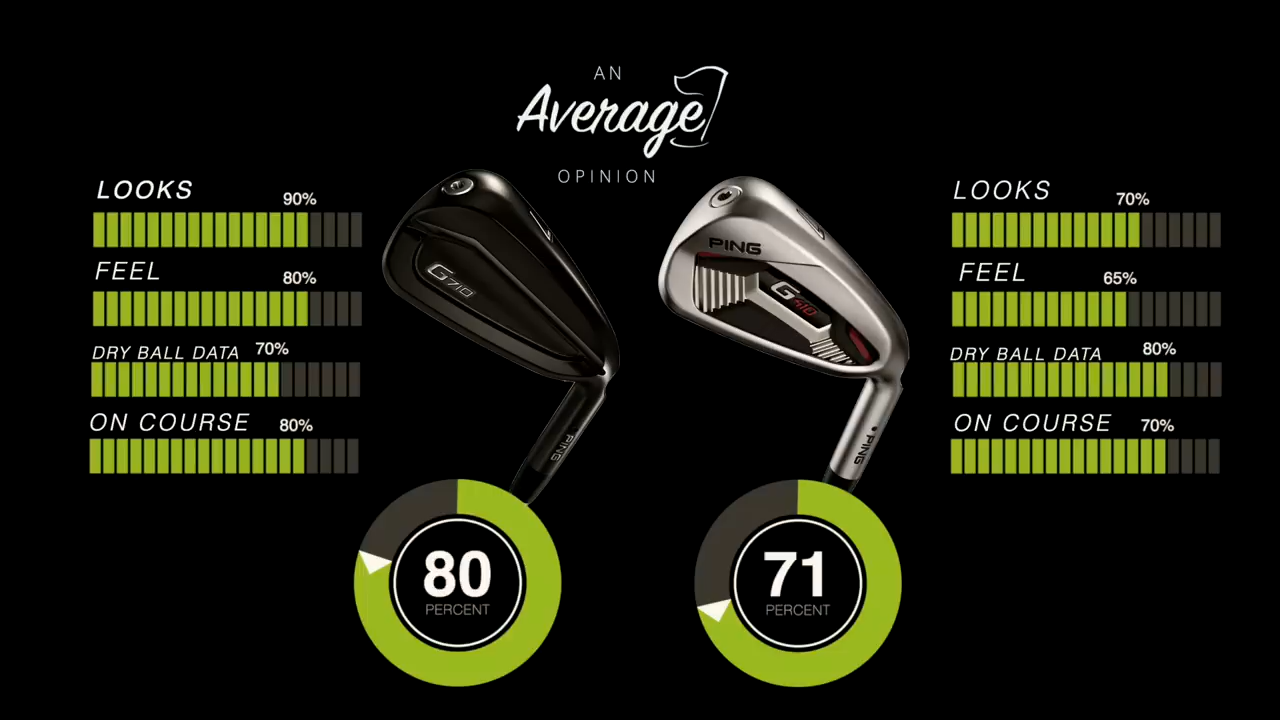 AN
Average
OPINION
LOOKS
90%
FEEL
80%
DRY BALL DATA 70%
ON COURSE 80%
G710
PING
80
PERCENT
PING
G410
PING
71
PERCENT
LOOKS
70%
FEEL
65%
DRY BALL DATA 80%
ON COURSE 70%